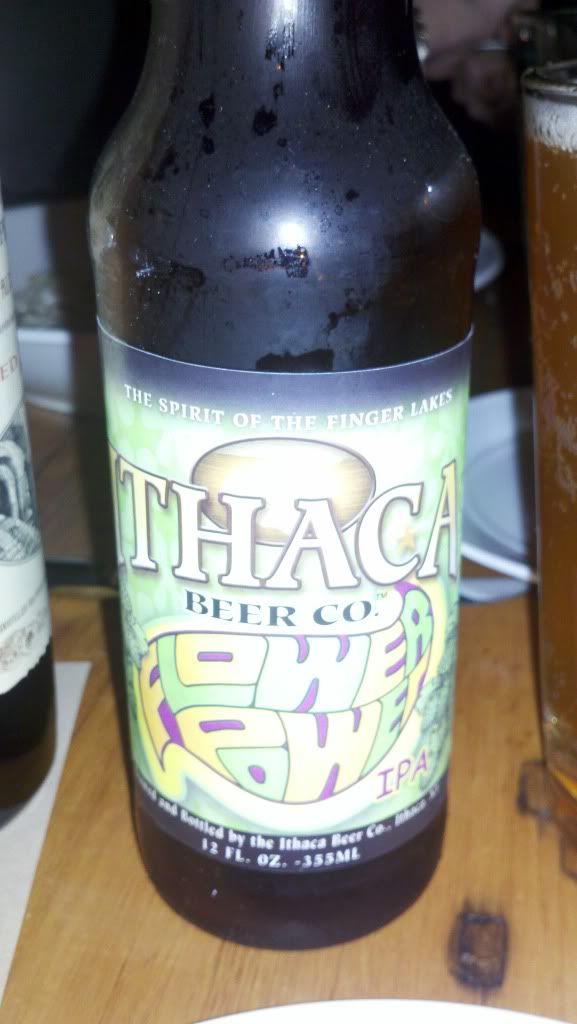 THE SPIRIT OF THE FINGER LAKES
ITHACA
BEER CO.™
FLOWER
POWER
IPA
and Bottled by the Ithaca Beer Co., Ithaca,
12 FL. OZ. -355ML